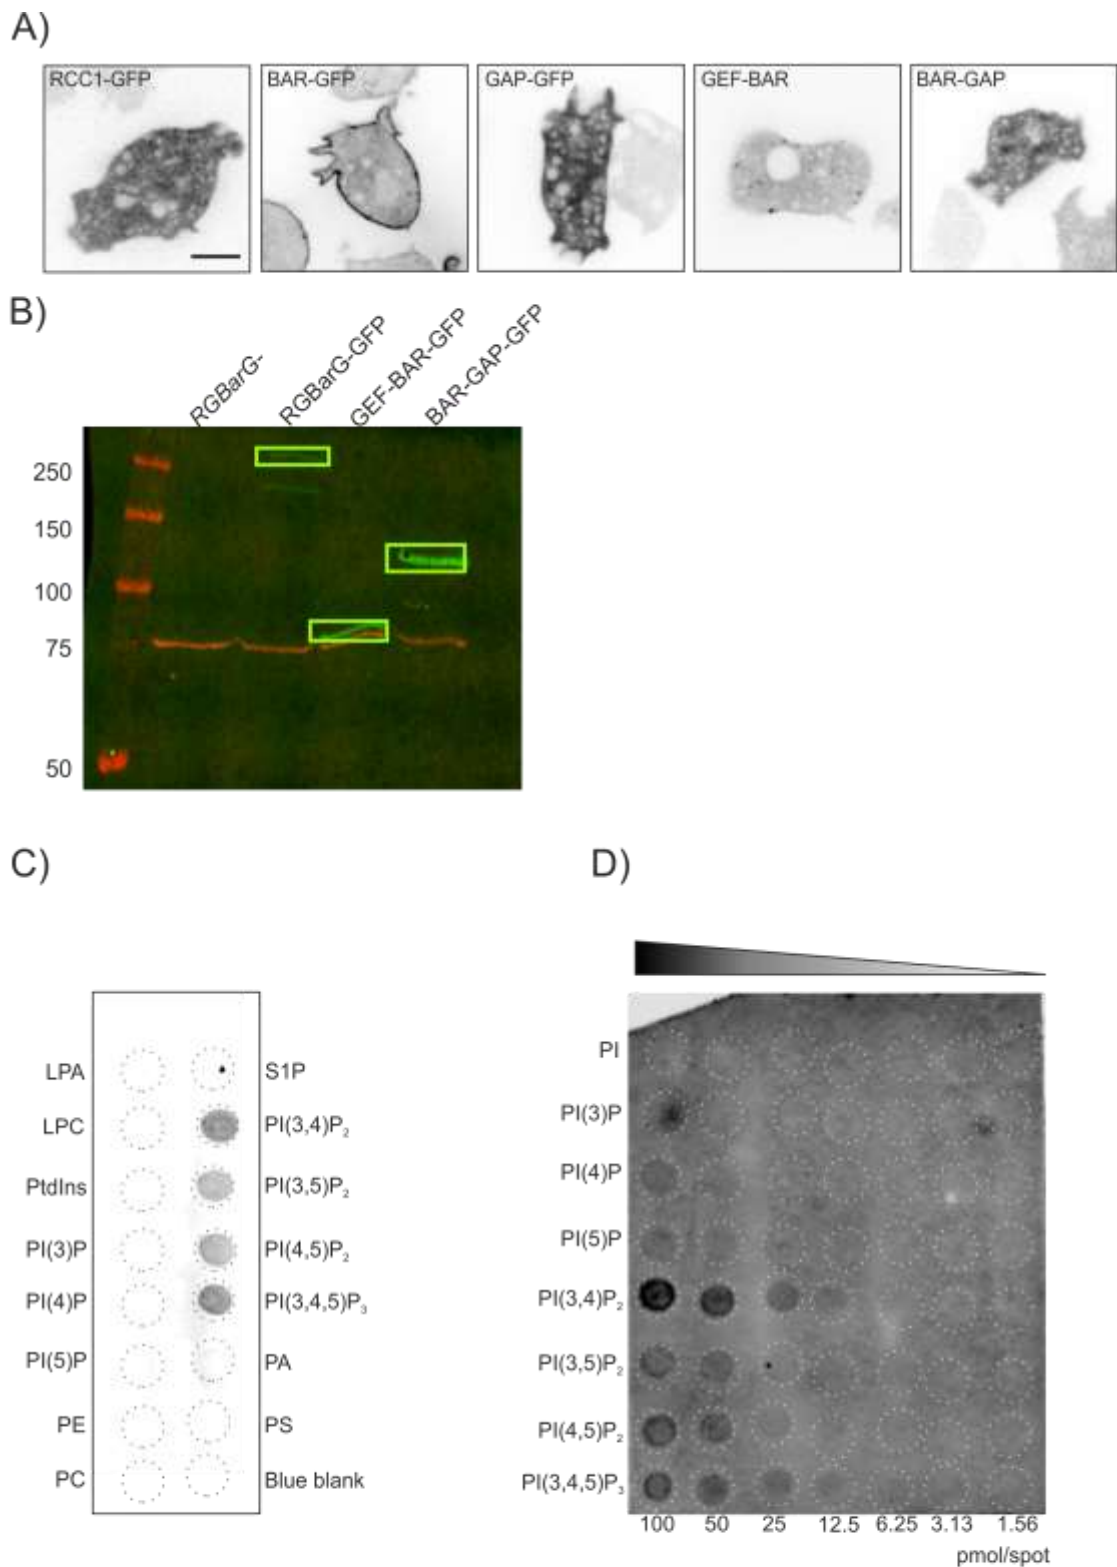 A)
RCC1-GFP BAR-GFP GAP-GFP GEF-BAR BAR-GAP
B)
RGBarG-
RGBarG-GFP
GEF-BAR-GFP
BAR-GAP-GFP
250
150
100
75
50
C)
LPA S1P
LPC PI(3,4)P₂
PtdIns PI(3,5)P₂
PI(3)P PI(4,5)P₂
PI(4)P PI(3,4,5)P₃
PI(5)P PA
PE PS
PC Blue blank
D)
PI
PI(3)P
PI(4)P
PI(5)P
PI(3,4)P₂
PI(3,5)P₂
PI(4,5)P₂
PI(3,4,5)P₃
100 50 25 12.5 6.25 3.13 1.56
pmol/spot